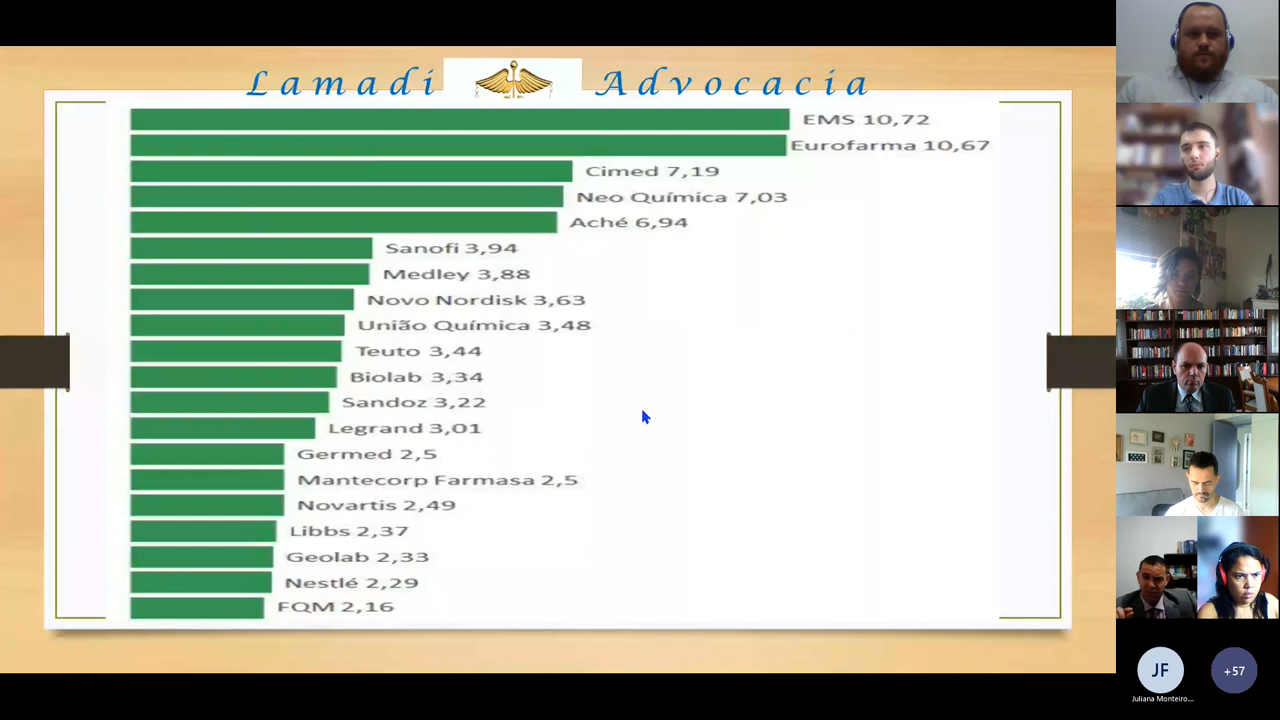 Lamadi Advocacia
EMS 10,72
Eurofarma 10,67
Cimed 7,19
Neo Química 7,03
Aché 6,94
Sanofi 3,94
Medley 3,88
Novo Nordisk 3,63
União Química 3,48
Teuto 3,44
Biolab 3,34
Sandoz 3,22
Legrand 3,01
Germed 2,5
Mantecorp Farmasa 2,5
Novartis 2,49
Libbs 2,37
Geolab 2,33
Nestlé 2,29
FQM 2,16
JF
+57
Juliana Monteiro...